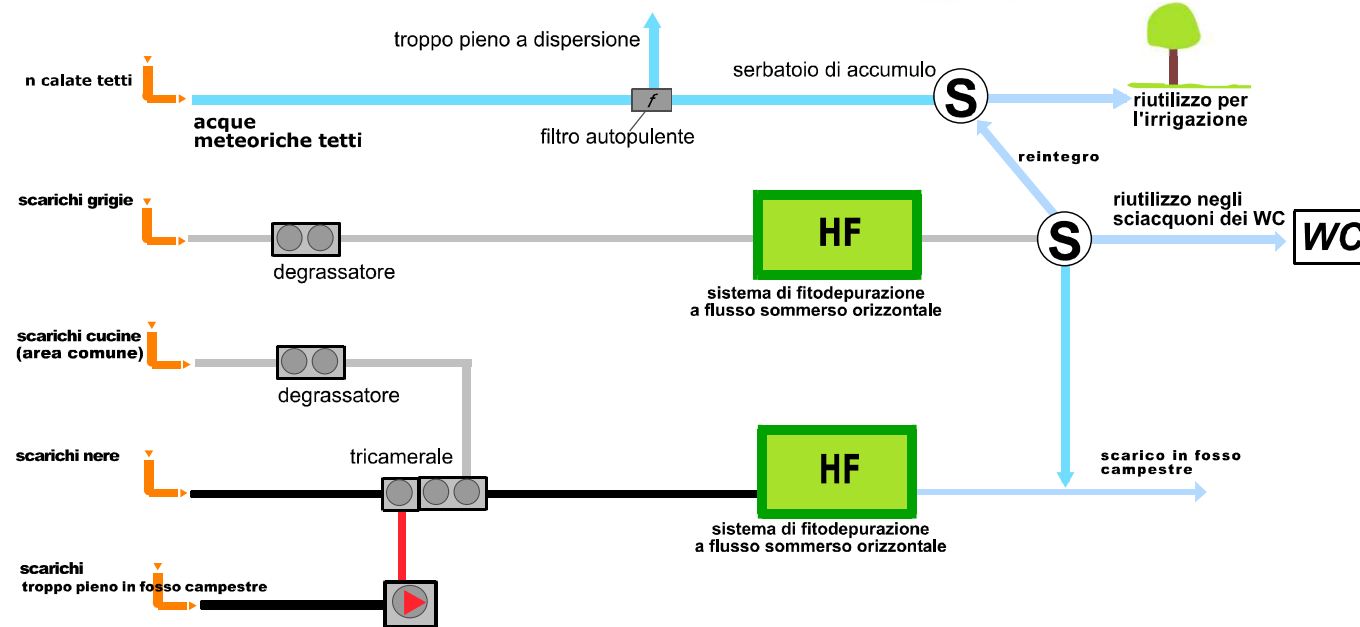 troppo pieno a dispersione
serbatoio di accumulo
n calate tetti
f
S
riutilizzo per
l'irrigazione
acque
meteoriche tetti
filtro autopulente
reintegro
scarichi grigie
riutilizzo negli
sciacquoni dei WC
HF
S
WC
degrassatore
sistema di fitodepurazione
a flusso sommerso orizzontale
scarichi cucine
(area comune)
degrassatore
scarichi nere
tricamerale
HF
scarico in fosso
campestre
sistema di fitodepurazione
a flusso sommerso orizzontale
scarichi
troppo pieno in fosso campestre